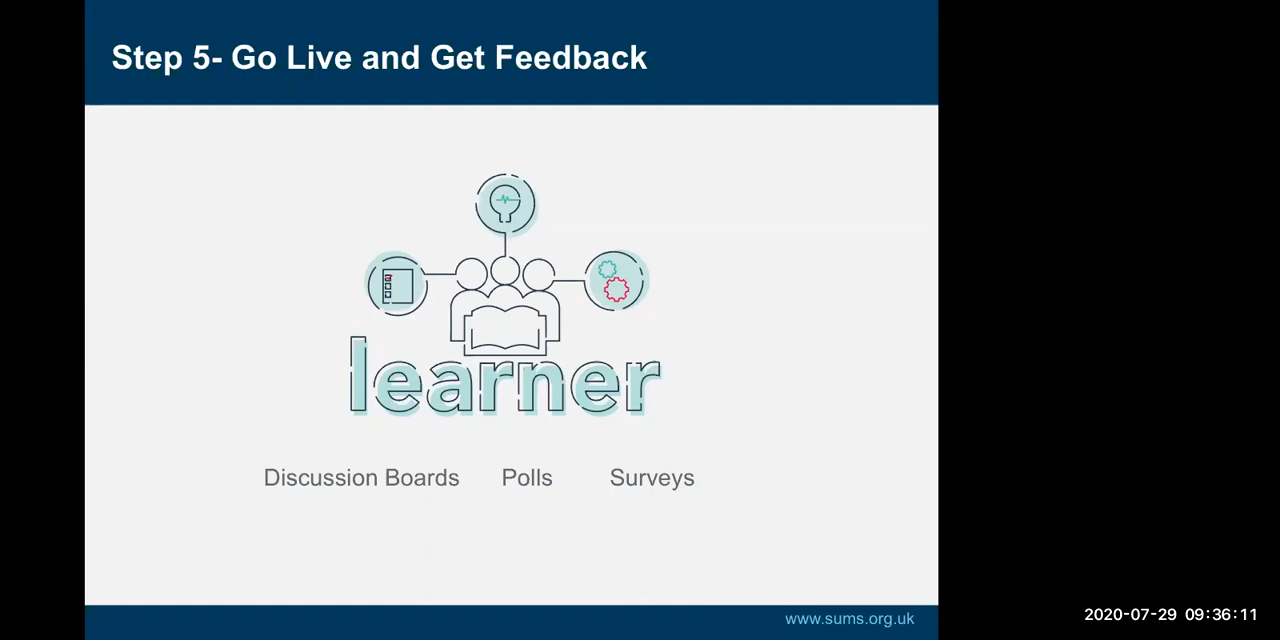 Step 5- Go Live and Get Feedback
learner
Discussion Boards Polls Surveys
www.sums.org.uk
2020-07-29 09:36:11